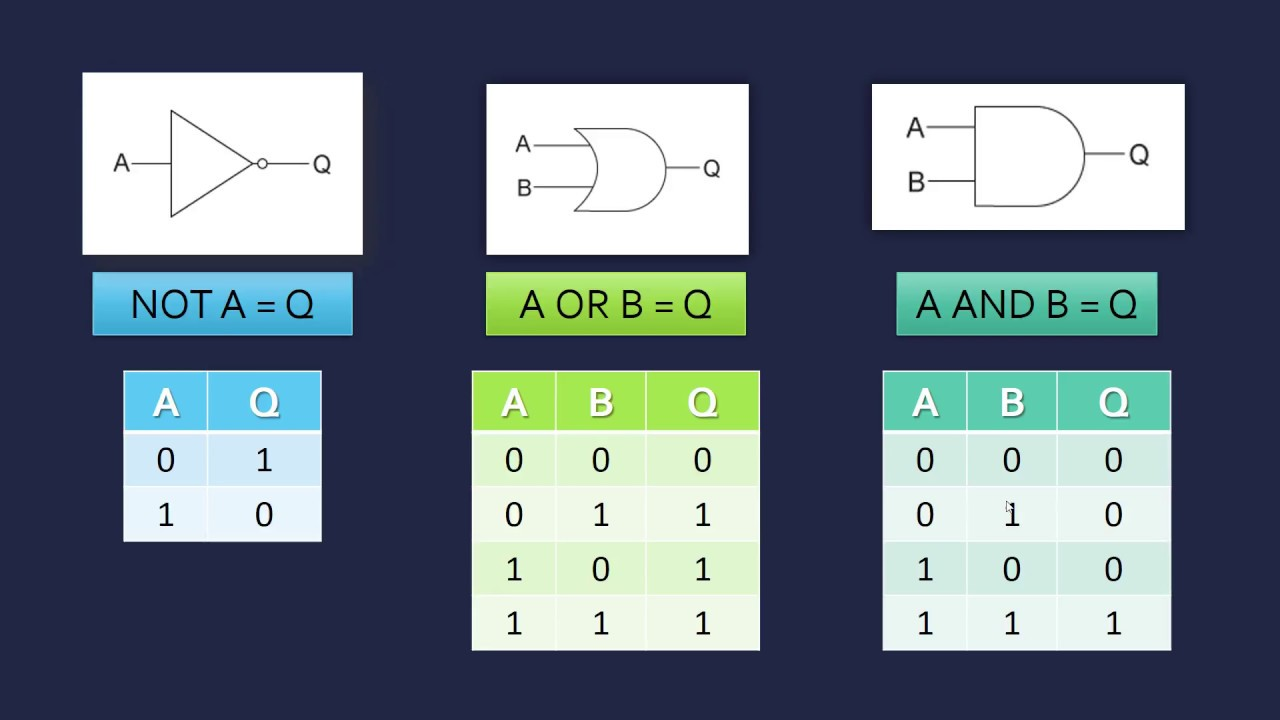 A Q
A
B
Q
A
B
Q
NOT A = Q
A OR B = Q
A AND B = Q
A Q
0 1
1 0
A B Q
0 0 0
0 1 1
1 0 1
1 1 1
A B Q
0 0 0
0 1 0
1 0 0
1 1 1